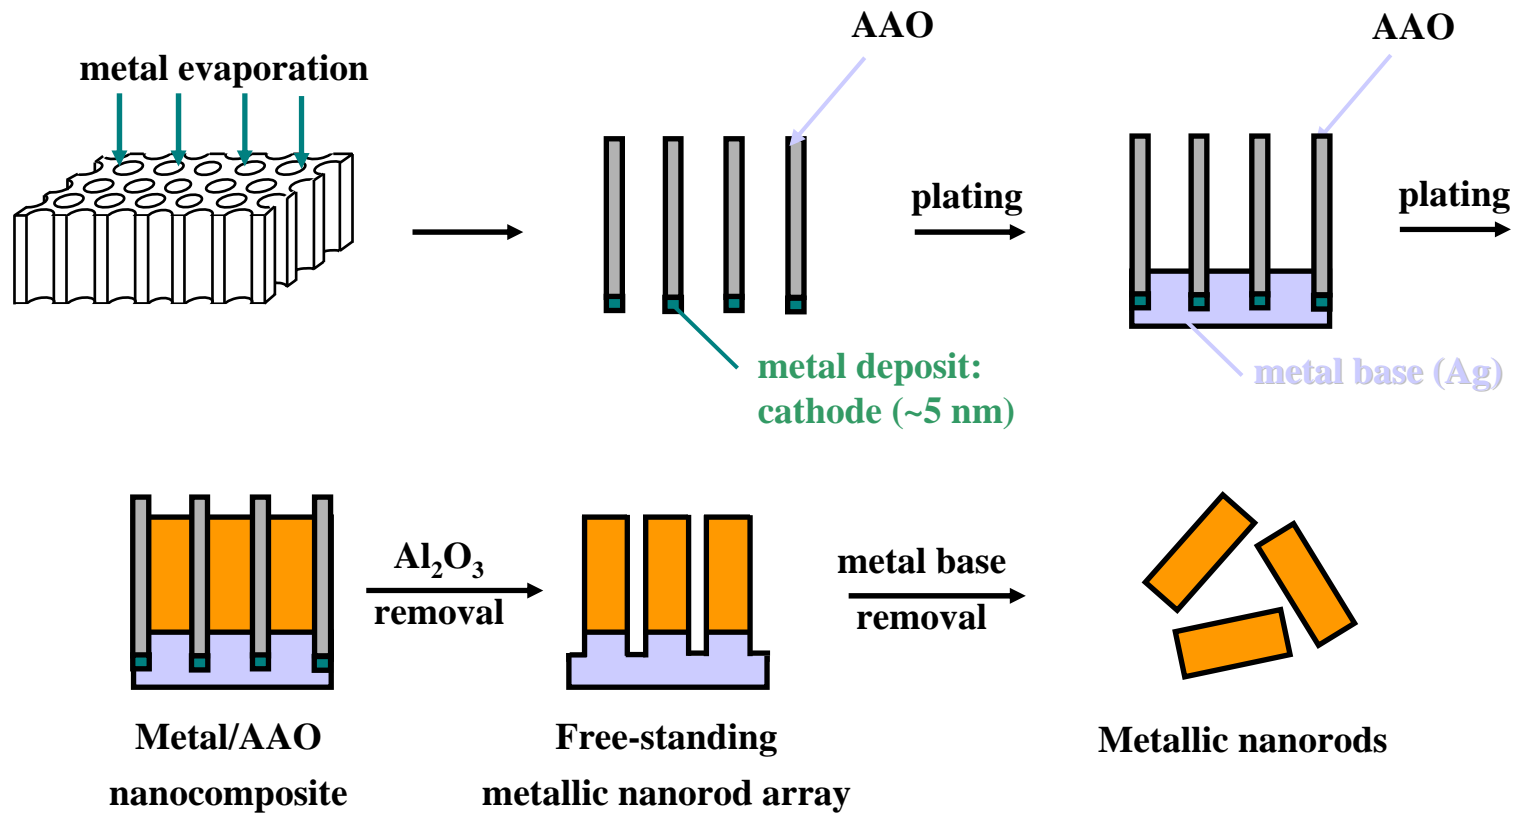 metal evaporation
AAO
plating
metal deposit:
cathode (~5 nm)
AAO
plating
metal base (Ag)
Al₂O₃
removal
metal base
removal
Metal/AAO
nanocomposite
Free-standing
metallic nanorod array
Metallic nanorods